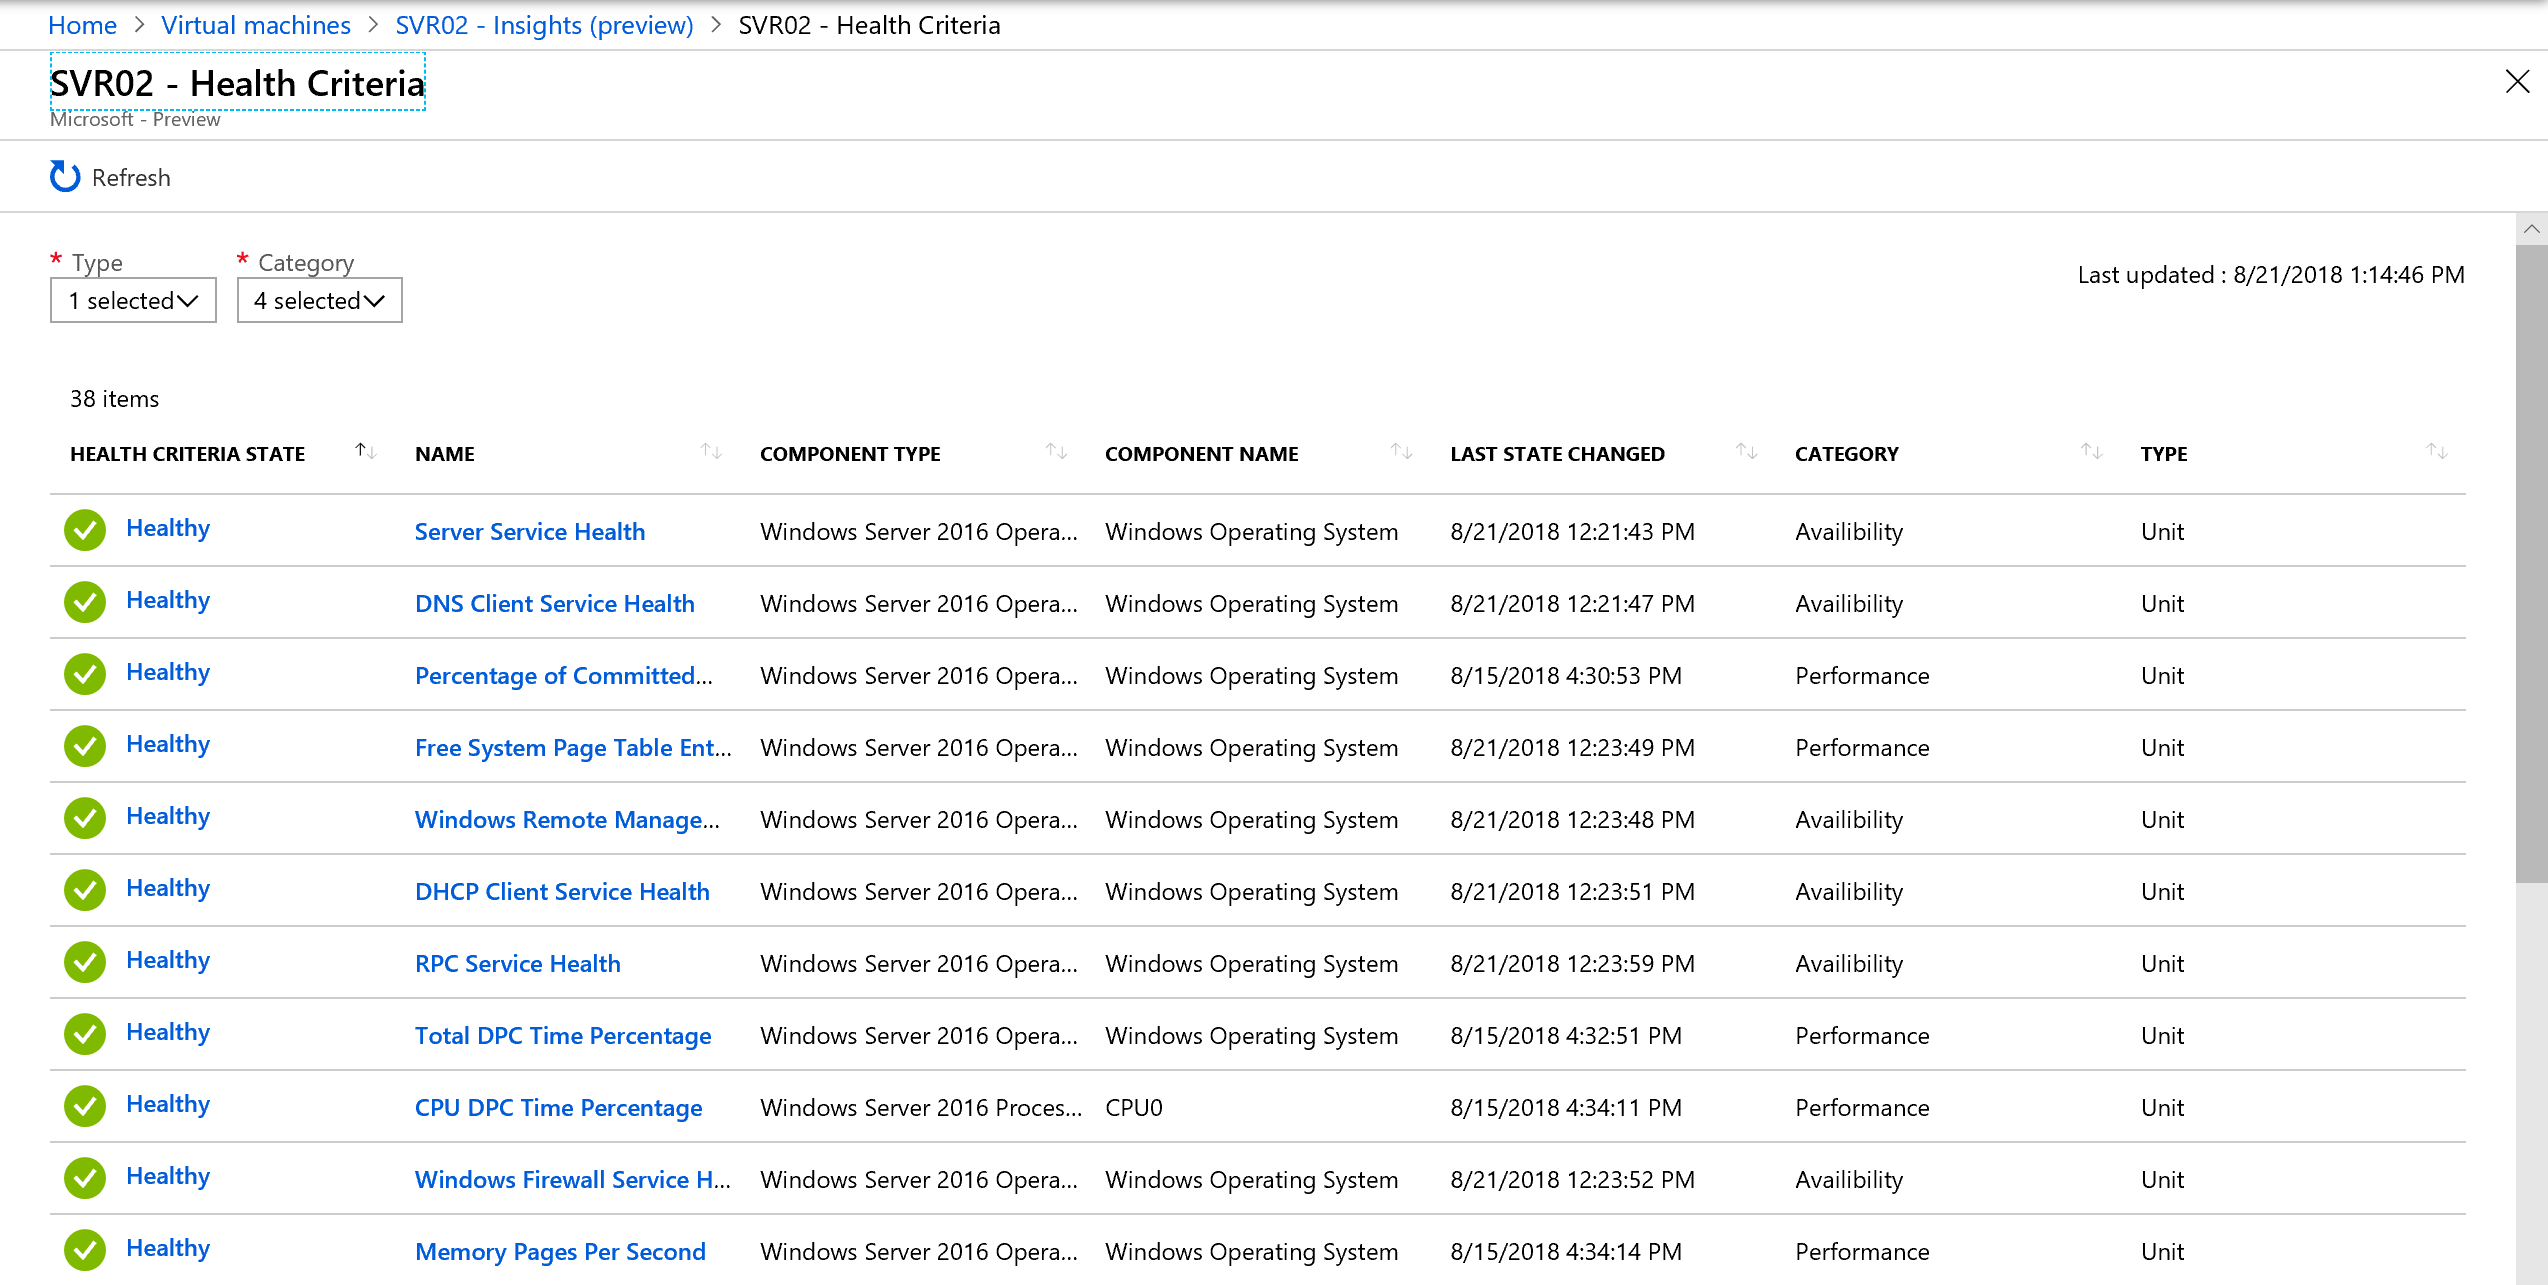 Home > Virtual machines > SVR02 - Insights (preview) > SVR02 - Health Criteria
SVR02 - Health Criteria
Microsoft - Preview
Refresh
* Type * Category
1 selected 4 selected
Last updated : 8/21/2018 1:14:46 PM
38 items
HEALTH CRITERIA STATE NAME COMPONENT TYPE COMPONENT NAME LAST STATE CHANGED CATEGORY TYPE
Healthy Server Service Health Windows Server 2016 Opera... Windows Operating System 8/21/2018 12:21:43 PM Availibility Unit
Healthy DNS Client Service Health Windows Server 2016 Opera... Windows Operating System 8/21/2018 12:21:47 PM Availibility Unit
Healthy Percentage of Committed... Windows Server 2016 Opera... Windows Operating System 8/15/2018 4:30:53 PM Performance Unit
Healthy Free System Page Table Ent... Windows Server 2016 Opera... Windows Operating System 8/21/2018 12:23:49 PM Performance Unit
Healthy Windows Remote Manage... Windows Server 2016 Opera... Windows Operating System 8/21/2018 12:23:48 PM Availibility Unit
Healthy DHCP Client Service Health Windows Server 2016 Opera... Windows Operating System 8/21/2018 12:23:51 PM Availibility Unit
Healthy RPC Service Health Windows Server 2016 Opera... Windows Operating System 8/21/2018 12:23:59 PM Availibility Unit
Healthy Total DPC Time Percentage Windows Server 2016 Opera... Windows Operating System 8/15/2018 4:32:51 PM Performance Unit
Healthy CPU DPC Time Percentage Windows Server 2016 Proces... CPU0 8/15/2018 4:34:11 PM Performance Unit
Healthy Windows Firewall Service H... Windows Server 2016 Opera... Windows Operating System 8/21/2018 12:23:52 PM Availibility Unit
Healthy Memory Pages Per Second Windows Server 2016 Opera... Windows Operating System 8/15/2018 4:34:14 PM Performance Unit